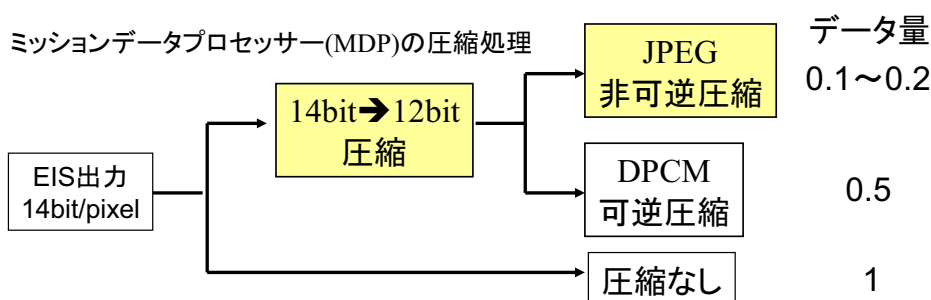 ミッションデータプロセッサー(MDP)の圧縮処理
データ量
JPEG
非可逆圧縮
0.1～0.2
14bit➔12bit
圧縮
EIS出力
14bit/pixel
DPCM
可逆圧縮
0.5
圧縮なし
1